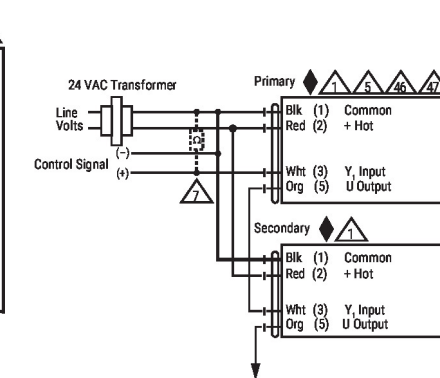 24 VAC Transformer
Primary 1 5 46 47
Line
Volts
Blk (1) Common
Red (2) + Hot
Ω
(-)
Control Signal
(+)
Wht (3) Y₁ Input
Org (5) U Output
7
Secondary 1
Blk (1) Common
Red (2) + Hot
Wht (3) Y₁ Input
Org (5) U Output